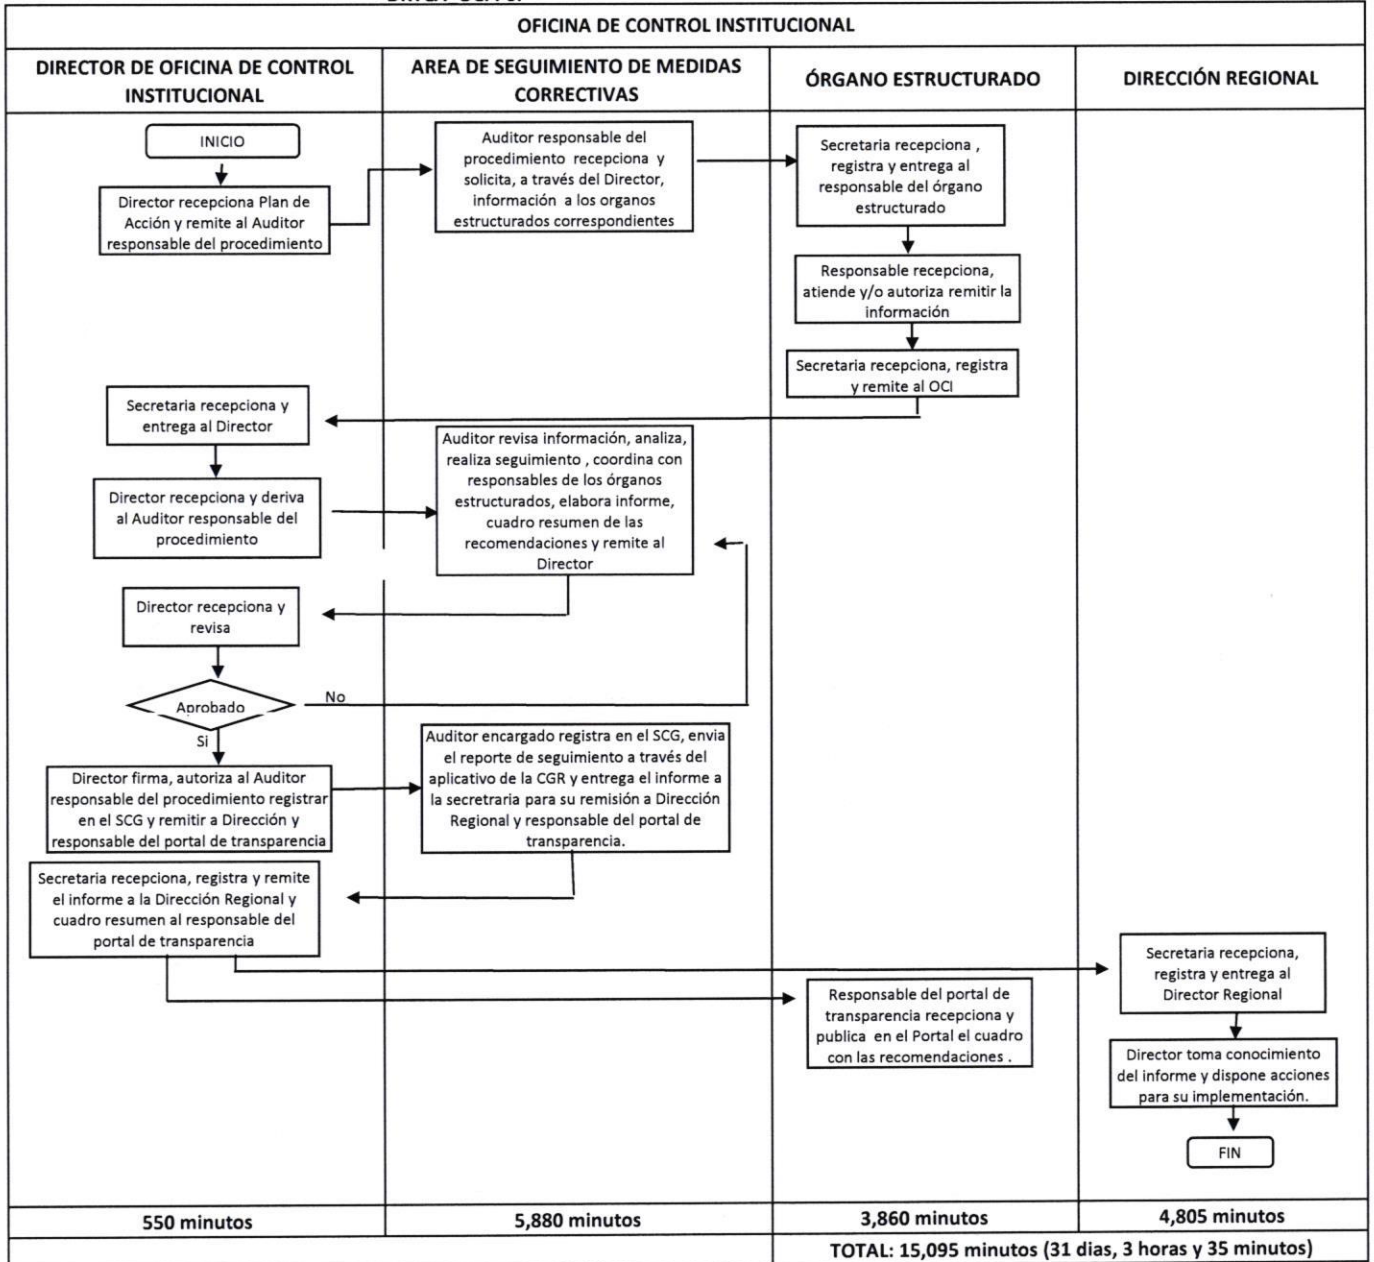 OFICINA DE CONTROL INSTITUCIONAL
DIRECTOR DE OFICINA DE CONTROL
INSTITUCIONAL
AREA DE SEGUIMIENTO DE MEDIDAS
CORRECTIVAS
ÓRGANO ESTRUCTURADO
DIRECCIÓN REGIONAL
INICIO
Director recepciona Plan de
Acción y remite al Auditor
responsable del procedimiento
Auditor responsable del
procedimiento recepciona y
solicita, a través del Director,
información a los organos
estructurados correspondientes
Secretaria recepciona ,
registra y entrega al
responsable del órgano
estructurado
Responsable recepciona,
atiende y/o autoriza remitir la
información
Secretaria recepciona, registra
y remite al OCI
Secretaria recepciona y
entrega al Director
Director recepciona y deriva
al Auditor responsable del
procedimiento
Auditor revisa información, analiza,
realiza seguimiento , coordina con
responsables de los órganos
estructurados, elabora informe,
cuadro resumen de las
recomendaciones y remite al
Director
Director recepciona y
revisa
Aprobado
No
Si
Director firma, autoriza al Auditor
responsable del procedimiento registrar
en el SCG y remitir a Dirección y
responsable del portal de transparencia
Auditor encargado registra en el SCG, envia
el reporte de seguimiento a través del
aplicativo de la CGR y entrega el informe a
la secretraria para su remisión a Dirección
Regional y responsable del portal de
transparencia.
Secretaria recepciona, registra y remite
el informe a la Dirección Regional y
cuadro resumen al responsable del
portal de transparencia
Responsable del portal de
transparencia recepciona y
publica en el Portal el cuadro
con las recomendaciones .
Secretaria recepciona,
registra y entrega al
Director Regional
Director toma conocimiento
del informe y dispone acciones
para su implementación.
FIN
550 minutos
5,880 minutos
3,860 minutos
4,805 minutos
TOTAL: 15,095 minutos (31 dias, 3 horas y 35 minutos)